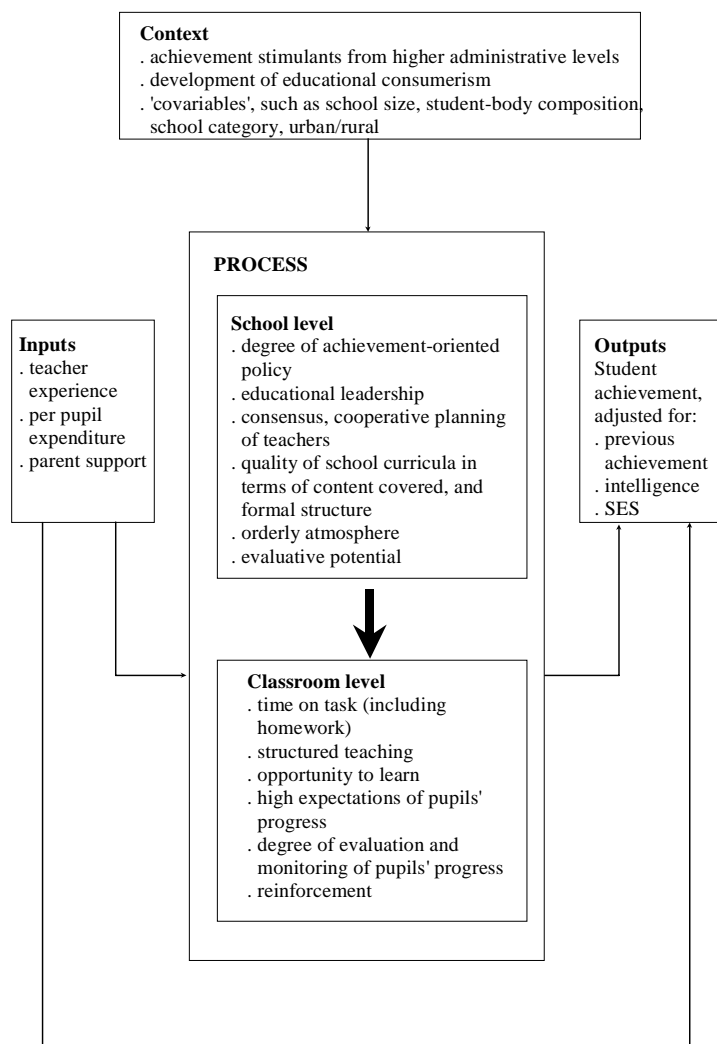 Context
. achievement stimulants from higher administrative levels
. development of educational consumerism
. 'covariables', such as school size, student-body composition,
school category, urban/rural
PROCESS
Inputs
. teacher
experience
. per pupil
expenditure
. parent support
School level
. degree of achievement-oriented
policy
. educational leadership
. consensus, cooperative planning
of teachers
. quality of school curricula in
terms of content covered, and
formal structure
. orderly atmosphere
. evaluative potential
Classroom level
. time on task (including
homework)
. structured teaching
. opportunity to learn
. high expectations of pupils'
progress
. degree of evaluation and
monitoring of pupils' progress
. reinforcement
Outputs
Student
achievement,
adjusted for:
. previous
achievement
. intelligence
. SES